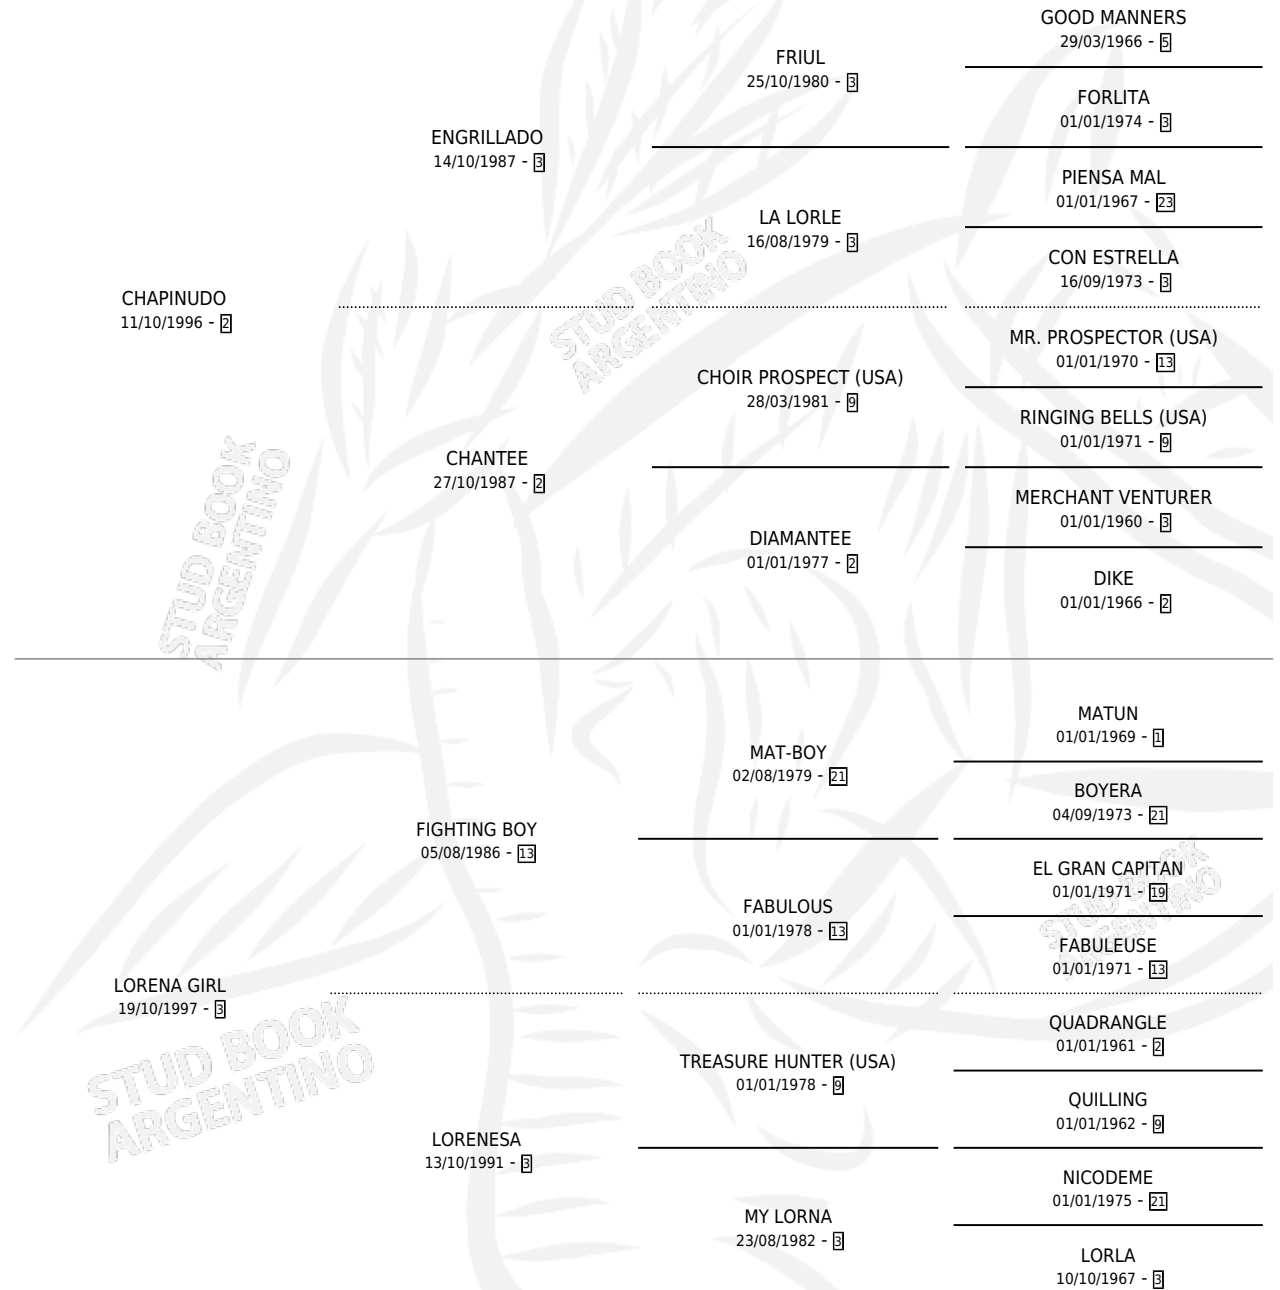 GOOD MANNERS
29/03/1966 - 5
FRIUL
25/10/1980 - 3
FORLITA
01/01/1974 - 3
ENGRILLADO
14/10/1987 - 3
PIENSA MAL
01/01/1967 - 23
LA LORLE
16/08/1979 - 3
CON ESTRELLA
16/09/1973 - 3
CHAPINUDO
11/10/1996 - 2
MR. PROSPECTOR (USA)
01/01/1970 - 13
CHOIR PROSPECT (USA)
28/03/1981 - 9
RINGING BELLS (USA)
01/01/1971 - 9
CHANTEE
27/10/1987 - 2
MERCHANT VENTURER
01/01/1960 - 3
DIAMANTEE
01/01/1977 - 2
DIKE
01/01/1966 - 2
STUD BOOK
ARGENTINO
STUD BOOK
ARGENTINO
MATUN
01/01/1969 - 1
MAT-BOY
02/08/1979 - 21
BOYERA
04/09/1973 - 21
FIGHTING BOY
05/08/1986 - 13
EL GRAN CAPITAN
01/01/1971 - 19
FABULOUS
01/01/1978 - 13
FABULEUSE
01/01/1971 - 13
LORENA GIRL
19/10/1997 - 3
QUADRANGLE
01/01/1961 - 2
TREASURE HUNTER (USA)
01/01/1978 - 9
QUILLING
01/01/1962 - 9
LORENESA
13/10/1991 - 3
NICODEME
01/01/1975 - 21
MY LORNA
23/08/1982 - 3
LORLA
10/10/1967 - 3
STUD BOOK
ARGENTINO
STUD BOOK
ARGENTINO